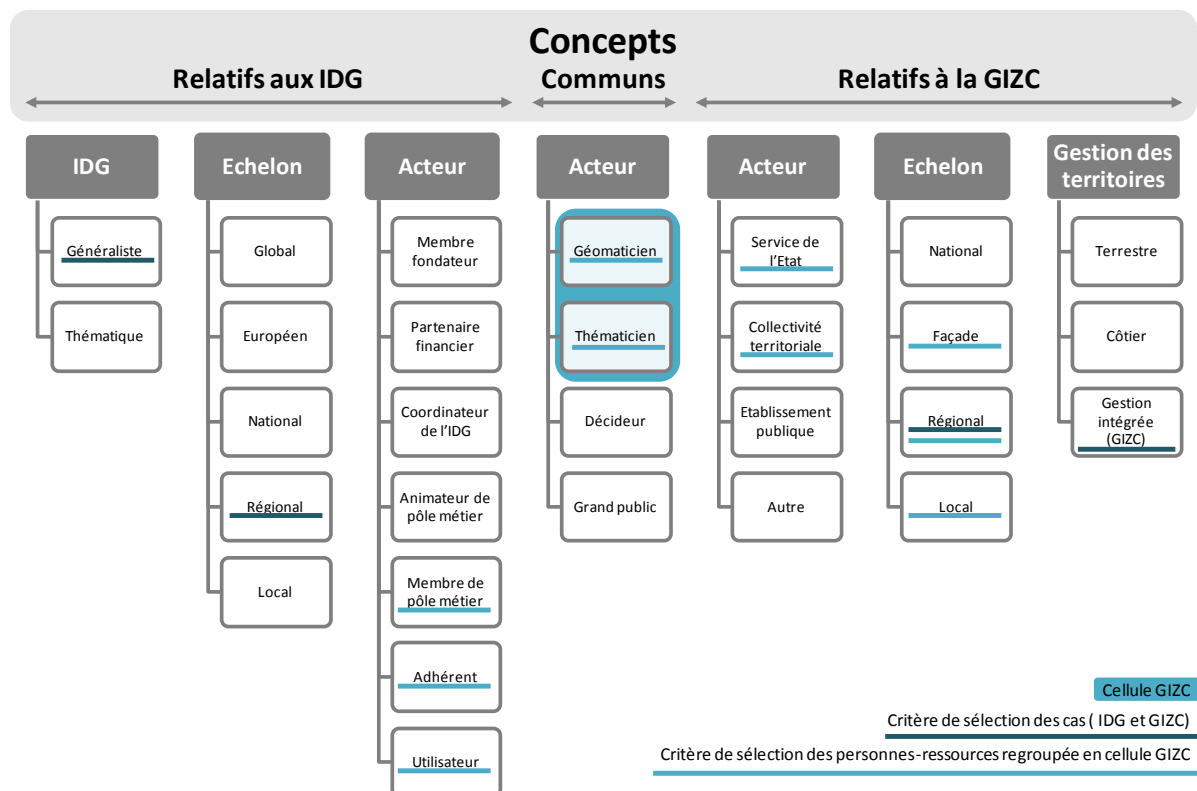 Concepts
Relatifs aux IDG
Communs
Relatifs à la GIZC
IDG
Généraliste
Thématique
Echelon
Global
Européen
National
Régional
Local
Acteur
Membre
fondateur
Partenaire
financier
Coordinateur
de l'IDG
Animateur de
pôle métier
Membre de
pôle métier
Adhérent
Utilisateur
Acteur
Géomaticien
Thématicien
Décideur
Grand public
Acteur
Service de
l'Etat
Collectivité
territoriale
Etablissement
publique
Autre
Echelon
National
Façade
Régional
Local
Gestion des
territoires
Terrestre
Côtier
Gestion
intégrée
(GIZC)
Cellule GIZC
Critère de sélection des cas ( IDG et GIZC)
Critère de sélection des personnes-ressources regroupée en cellule GIZC